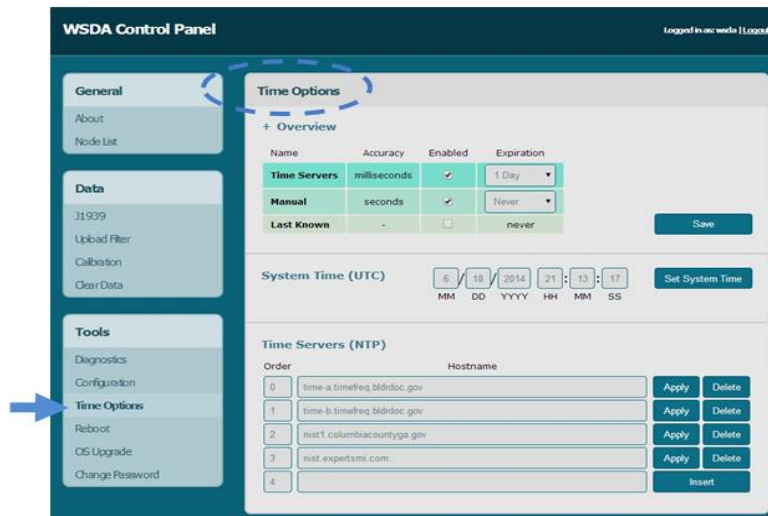 WSDA Control Panel
Logged in as: wsda | Logout
General
About
Node List
Data
J1939
Upload Filter
Calibration
Clear Data
Tools
Diagnostics
Configuration
Time Options
Reboot
OS Upgrade
Change Password
Time Options
+ Overview
Name Accuracy Enabled Expiration
Time Servers milliseconds 1 Day
Manual seconds Never
Last Known - never
Save
System Time (UTC) 6 / 18 / 2014 21 : 13 : 17 Set System Time
MM DD YYYY HH MM SS
Time Servers (NTP)
Order Hostname
0 time-a.timefreq.bldrdoc.gov Apply Delete
1 time-b.timefreq.bldrdoc.gov Apply Delete
2 nist1.columbiacountyga.gov Apply Delete
3 nist.expertsmi.com Apply Delete
4 Insert